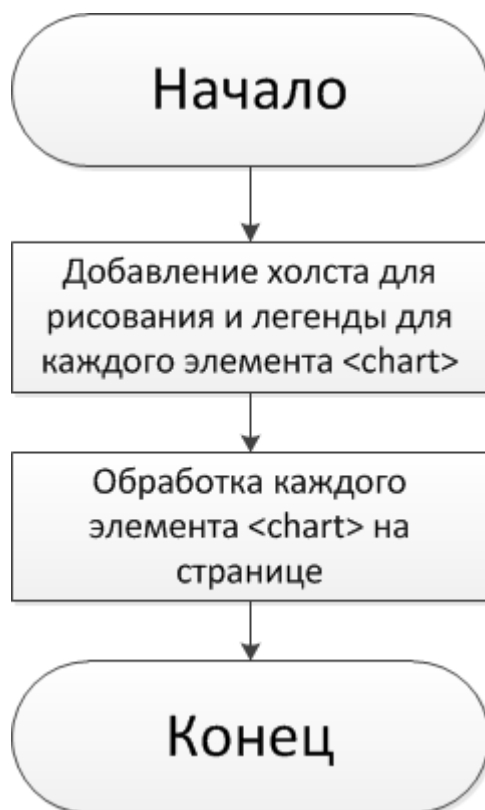 Начало
Добавление холста для
рисования и легенды для
каждого элемента <chart>
Обработка каждого
элемента <chart> на
странице
Конец